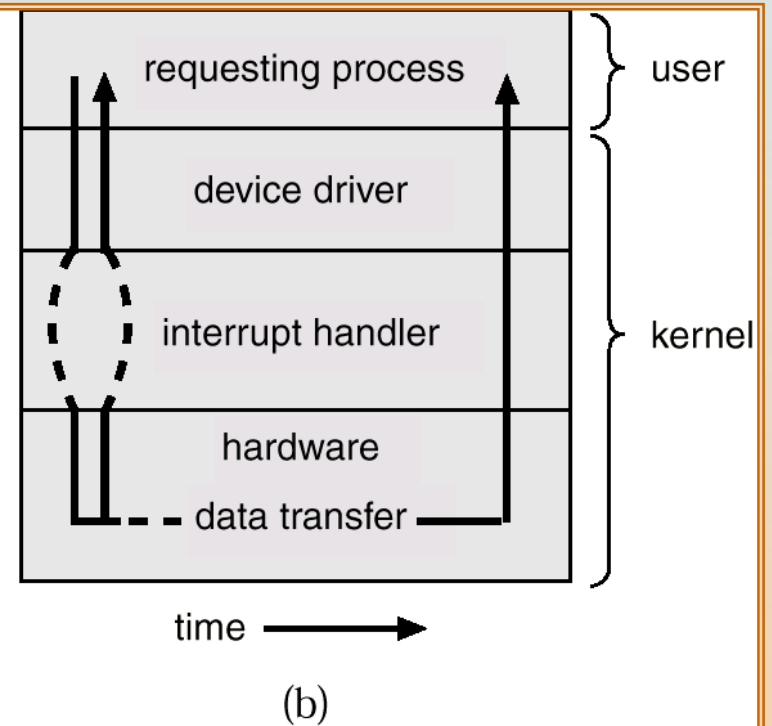 requesting process
user
device driver
interrupt handler
kernel
hardware
data transfer
time
(b)